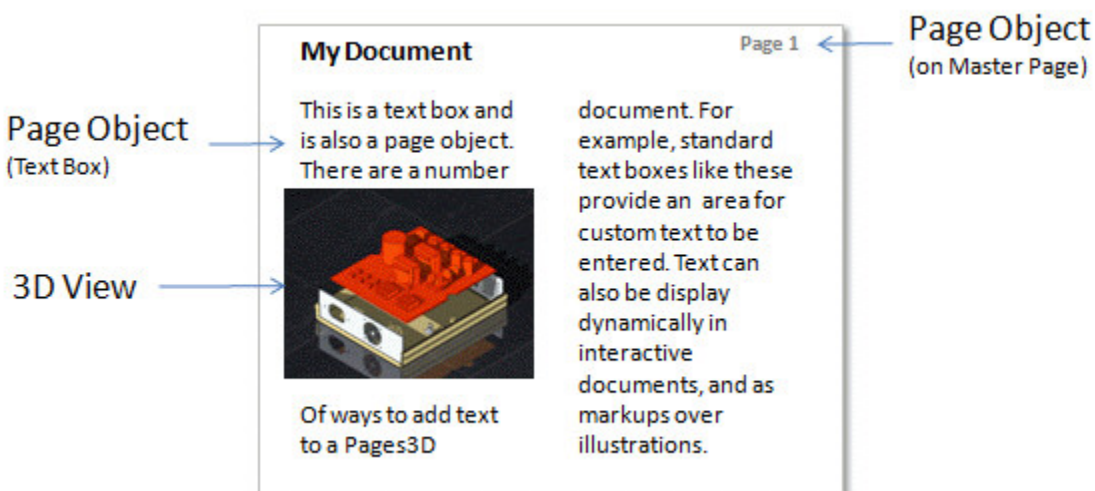 My Document
Page 1
Page Object
(on Master Page)
Page Object
(Text Box)
3D View
This is a text box and
is also a page object.
There are a number
Of ways to add text
to a Pages3D
document. For
example, standard
text boxes like these
provide an area for
custom text to be
entered. Text can
also be display
dynamically in
interactive
documents, and as
markups over
illustrations.